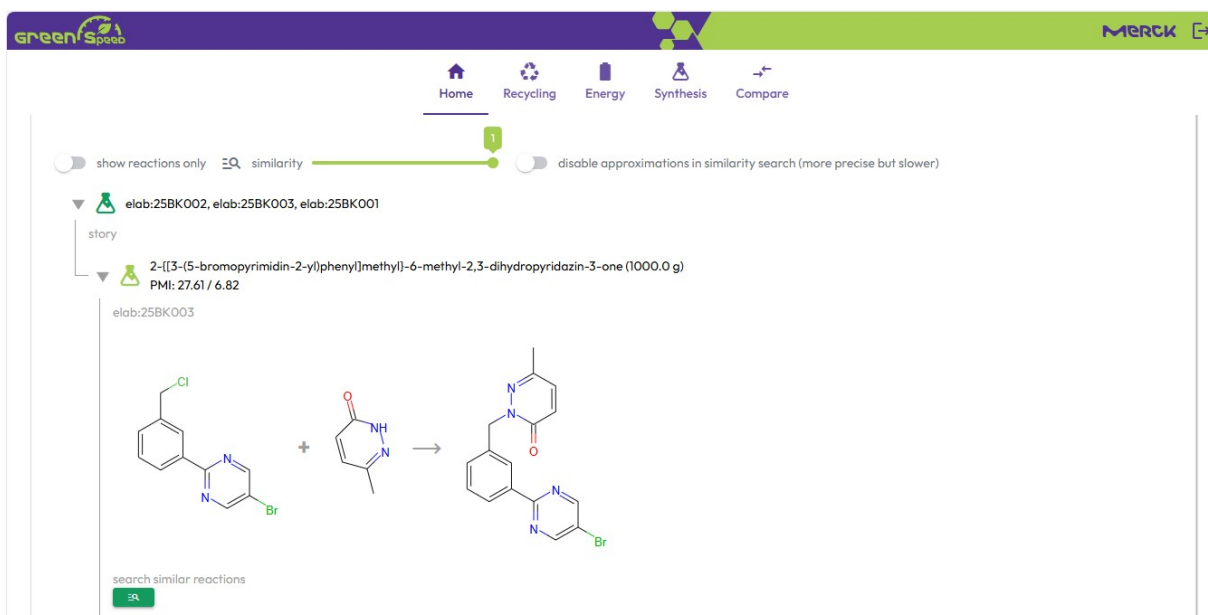 Green Speed
MERCK
Home
Recycling
Energy
Synthesis
Compare
1
show reactions only
similarity
disable approximations in similarity search (more precise but slower)
elab:25BK002, elab:25BK003, elab:25BK001
story
2-{[3-(5-bromopyrimidin-2-yl)phenyl]methyl}-6-methyl-2,3-dihydropyridazin-3-one (1000.0 g)
PMI: 27.61 / 6.82
elab:25BK003
Cl
N
N
Br
+
O
NH
N
N
N
O
N
N
Br
search similar reactions